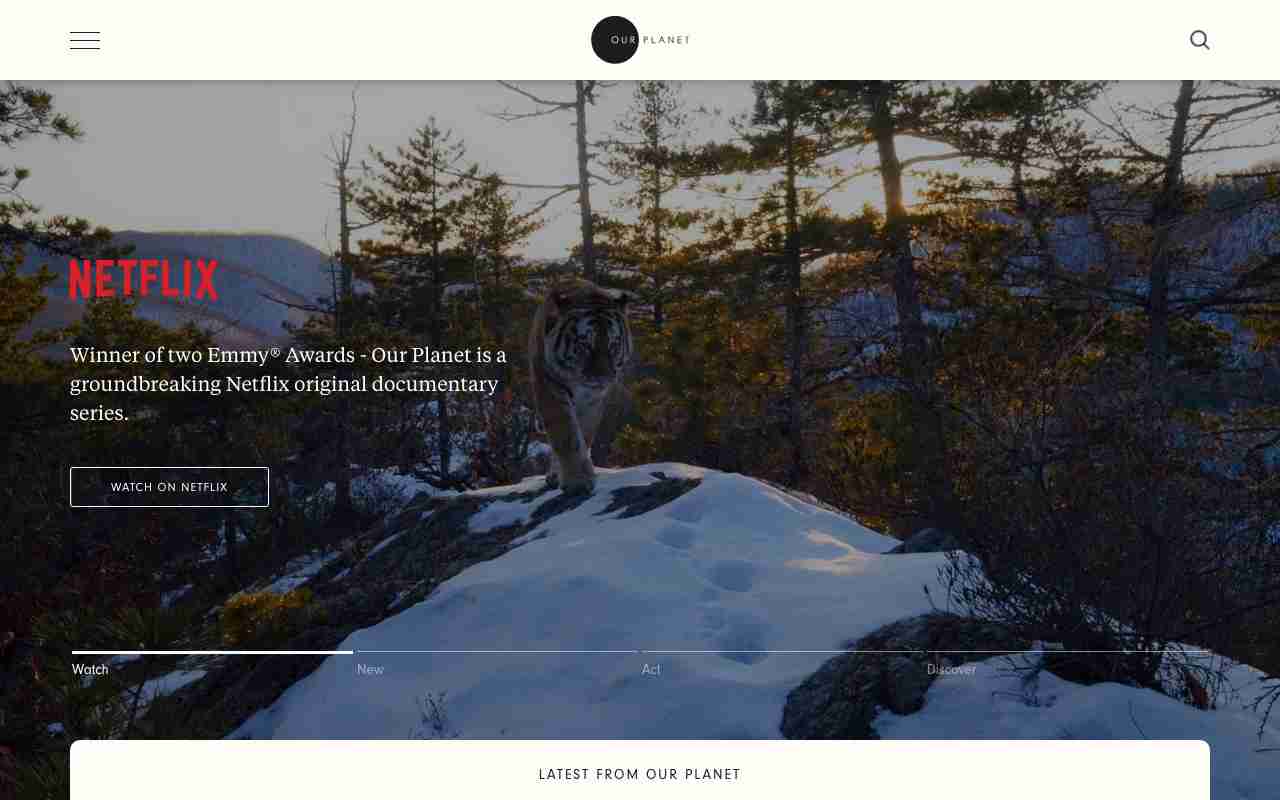 OUR PLANET
NETFLIX
Winner of two Emmy® Awards - Our Planet is a
groundbreaking Netflix original documentary
series.
WATCH ON NETFLIX
Watch
New
Act
Discover
LATEST FROM OUR PLANET